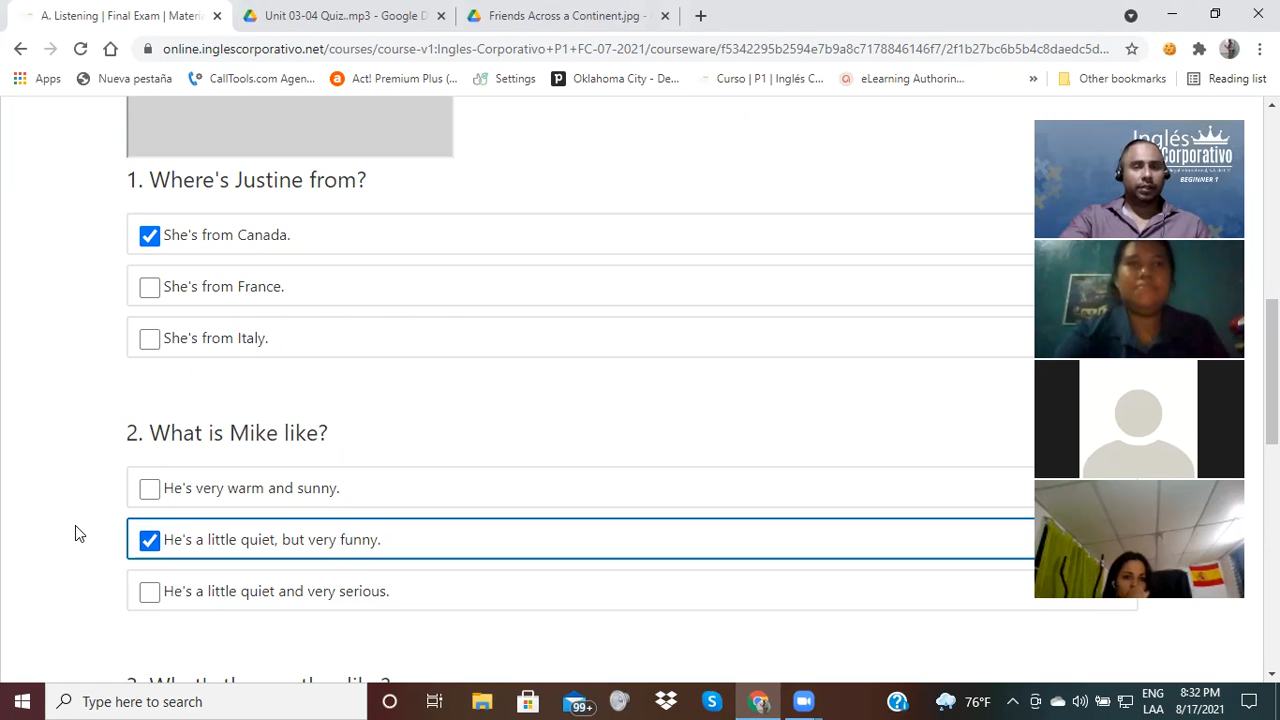 A. Listening | Final Exam | Materi
Unit 03-04 Quiz..mp3 - Google D
Friends Across a Continent.jpg -
online.inglescorporativo.net/courses/course-v1:Ingles-Corporativo+P1+FC-07-2021/courseware/f5342295b2594e7b9a8c7178846146f7/2f1b27bc6b5b4c8daedc5d...
Apps
Nueva pestaña
CallTools.com Agen...
Act! Premium Plus (...
Settings
Oklahoma City - De...
Curso | P1 | Inglés C...
eLearning Authorin...
»
Other bookmarks
Reading list
Inglés
Corporativo
BEGINNER 1
1. Where's Justine from?
She's from Canada.
She's from France.
She's from Italy.
2. What is Mike like?
He's very warm and sunny.
He's a little quiet, but very funny.
He's a little quiet and very serious.
Type here to search
99+
76°F
ENG
LAA
8:32 PM
8/17/2021